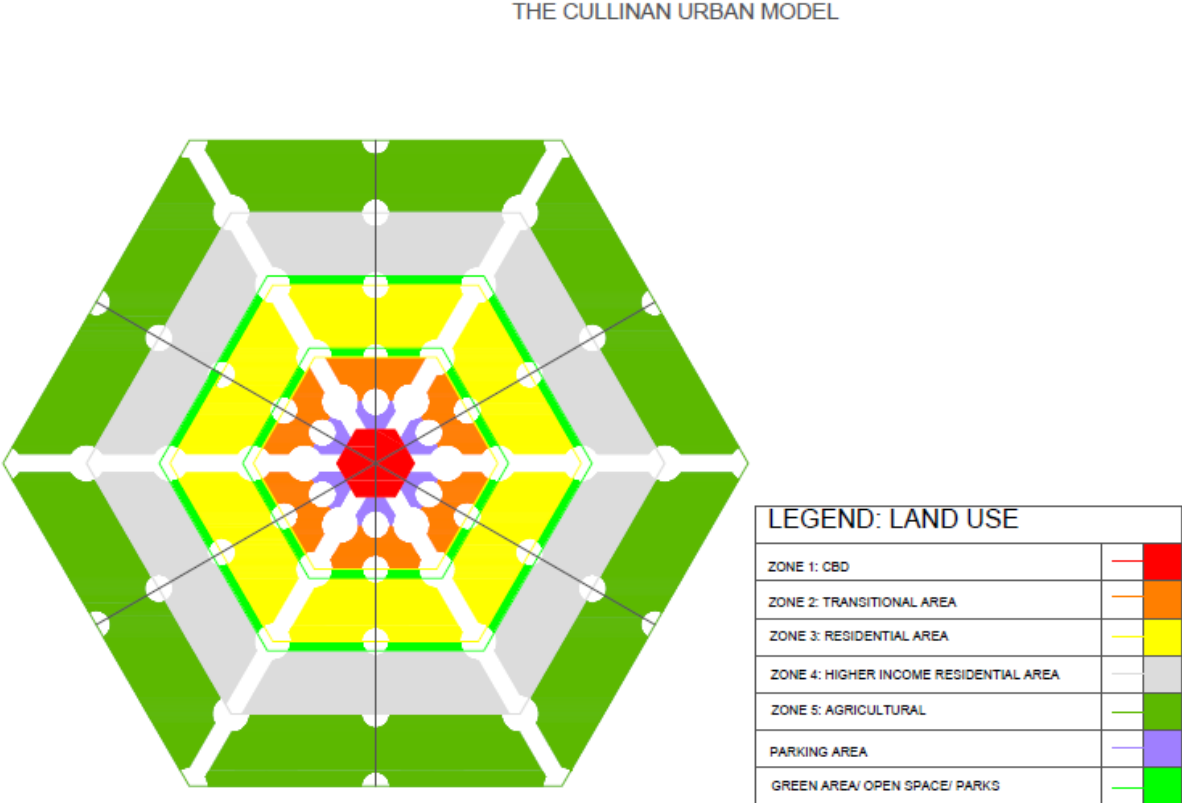 THE CULLINAN URBAN MODEL
LEGEND: LAND USE
ZONE 1: CBD
ZONE 2: TRANSITIONAL AREA
ZONE 3: RESIDENTIAL AREA
ZONE 4: HIGHER INCOME RESIDENTIAL AREA
ZONE 5: AGRICULTURAL
PARKING AREA
GREEN AREA/ OPEN SPACE/ PARKS